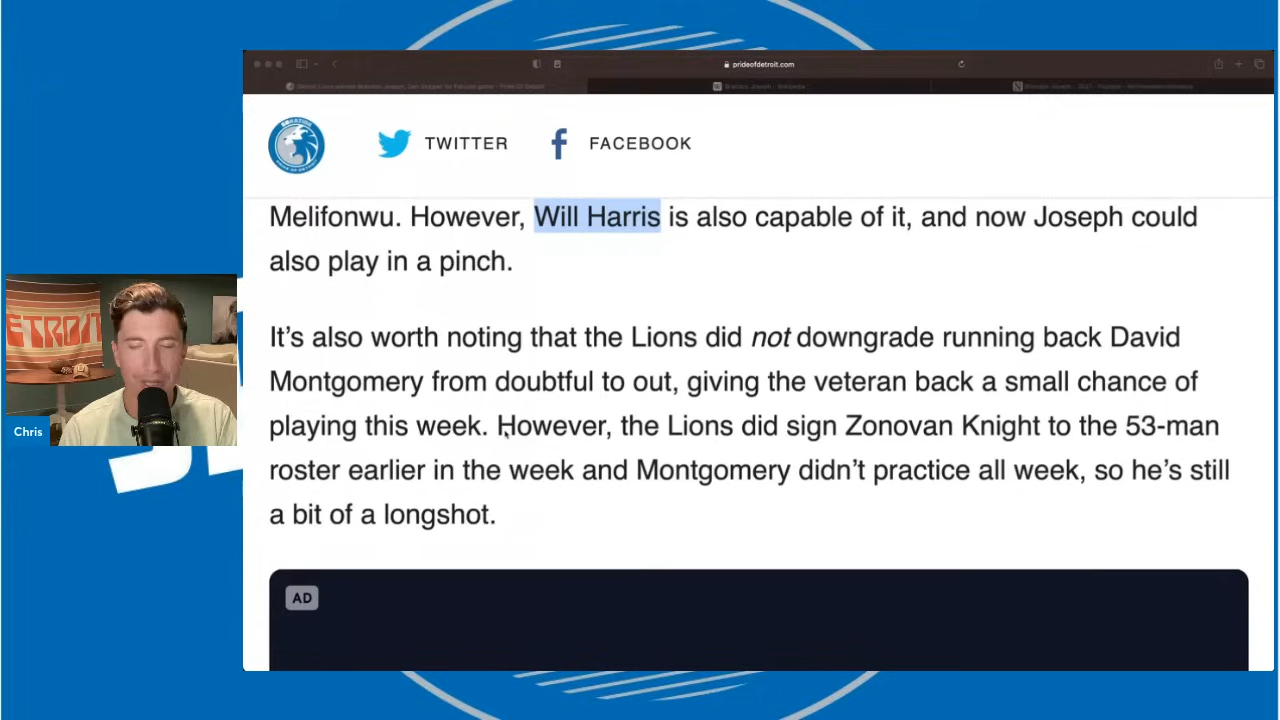 prideofdetroit.com
TWITTER
FACEBOOK
Melifonwu. However, Will Harris is also capable of it, and now Joseph could
also play in a pinch.
It’s also worth noting that the Lions did not downgrade running back David
Montgomery from doubtful to out, giving the veteran back a small chance of
playing this week. However, the Lions did sign Zonovan Knight to the 53-man
roster earlier in the week and Montgomery didn’t practice all week, so he’s still
a bit of a longshot.
AD
ETROIT
Chris